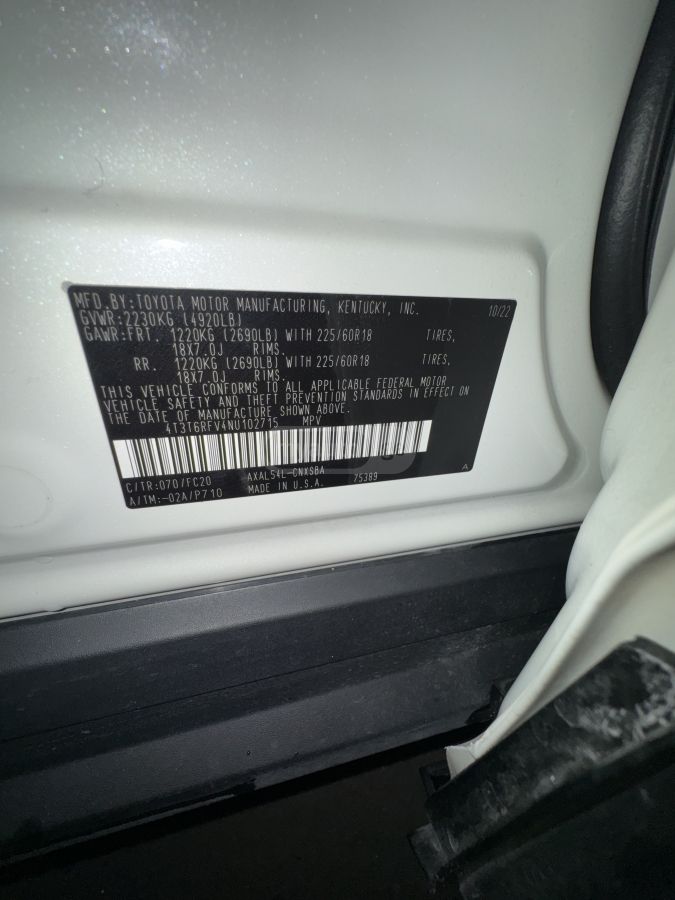 MFD.BY:TOYOTA MOTOR MANUFACTURING, KENTUCKY, INC. 10/22
GVWR:2230KG (4920LB)
GAWR:FRT. 1220KG (2690LB) WITH 225/60R18 TIRES,
18X7.0J RIMS.
RR. 1220KG (2690LB) WITH 225/60R18 TIRES,
18X7.0J RIMS.
THIS VEHICLE CONFORMS TO ALL APPLICABLE FEDERAL MOTOR
VEHICLE SAFETY AND THEFT PREVENTION STANDARDS IN EFFECT ON
THE DATE OF MANUFACTURE SHOWN ABOVE.
4T3T6RFV4NU102715 MPV
C/TR:070/FC20 AXAL54L-CNXSBA 75389 A
A/TM:-02A/P710 MADE IN U.S.A.